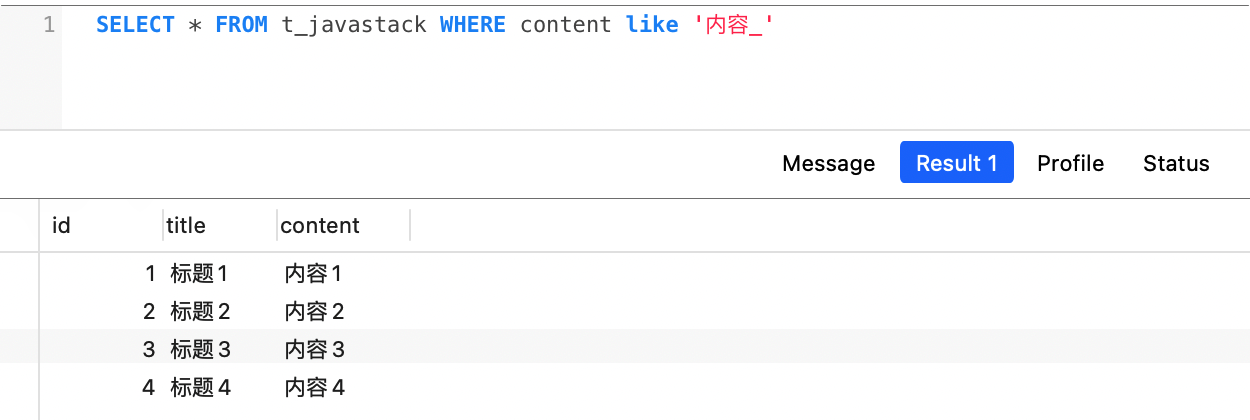 1 SELECT * FROM t_javastack WHERE content like '内容_'
Message Result 1 Profile Status
id title content
1 标题1 内容1
2 标题2 内容2
3 标题3 内容3
4 标题4 内容4